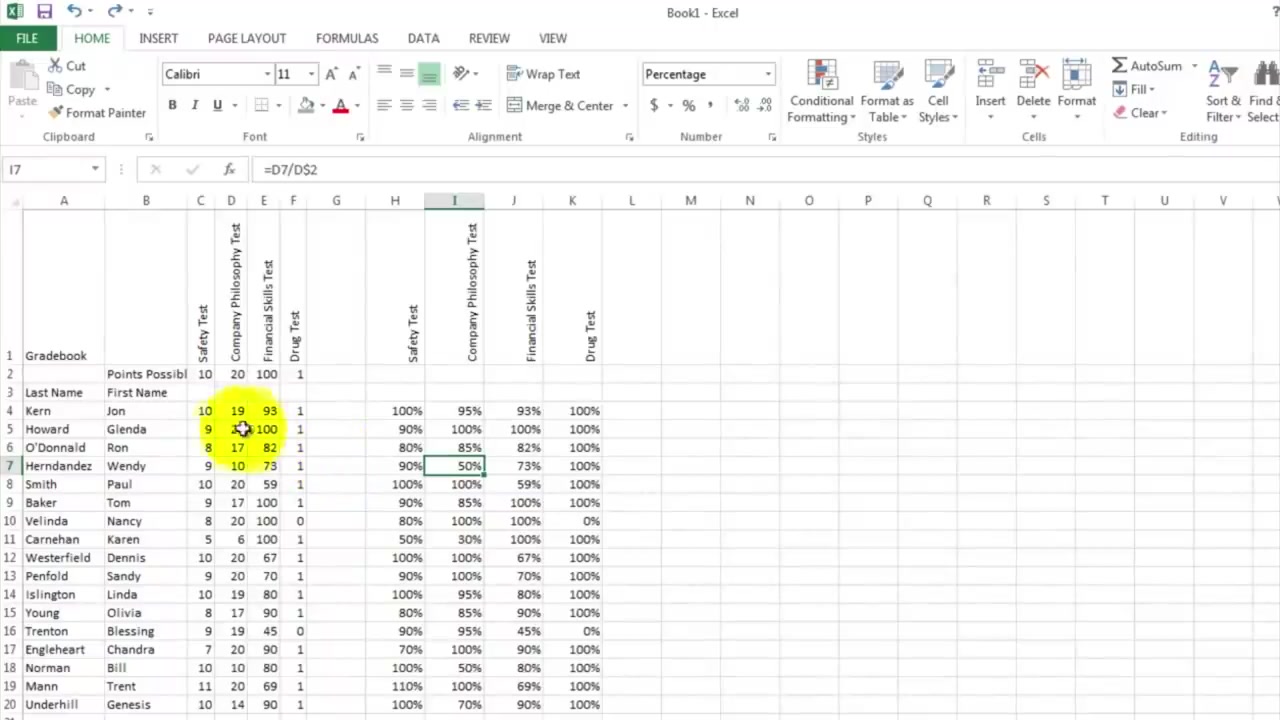 Book1 - Excel
?
FILE HOME INSERT PAGE LAYOUT FORMULAS DATA REVIEW VIEW
Paste
Cut
Copy
Format Painter
Clipboard
Calibri 11 A A
B I U A
Font
Wrap Text
Merge & Center
Alignment
Percentage
$ % ,
Number
Conditional Formatting
Format as Table
Cell Styles
Styles
Insert Delete Format
Cells
AutoSum
Fill
Clear
Sort & Filter
Find & Selec
Editing
I7 fx =D7/D$2
A B C D E F G H I J K L M N O P Q R S T U V
1 Gradebook Safety Test Company Philosophy Test Financial Skills Test Drug Test Safety Test Company Philosophy Test Financial Skills Test Drug Test
2 Points Possibl 10 20 100 1
3 Last Name First Name
4 Kern Jon 10 19 93 1 100% 95% 93% 100%
5 Howard Glenda 9 100 1 90% 100% 100% 100%
6 O'Donnald Ron 8 17 82 1 80% 85% 82% 100%
7 Herndandez Wendy 9 10 73 1 90% 50% 73% 100%
8 Smith Paul 10 20 59 1 100% 100% 59% 100%
9 Baker Tom 9 17 100 1 90% 85% 100% 100%
10 Velinda Nancy 8 20 100 0 80% 100% 100% 0%
11 Carnehan Karen 5 6 100 1 50% 30% 100% 100%
12 Westerfield Dennis 10 20 67 1 100% 100% 67% 100%
13 Penfold Sandy 9 20 70 1 90% 100% 70% 100%
14 Islington Linda 10 19 80 1 100% 95% 80% 100%
15 Young Olivia 8 17 90 1 80% 85% 90% 100%
16 Trenton Blessing 9 19 45 0 90% 95% 45% 0%
17 Engleheart Chandra 7 20 90 1 70% 100% 90% 100%
18 Norman Bill 10 10 80 1 100% 50% 80% 100%
19 Mann Trent 11 20 69 1 110% 100% 69% 100%
20 Underhill Genesis 10 14 90 1 100% 70% 90% 100%